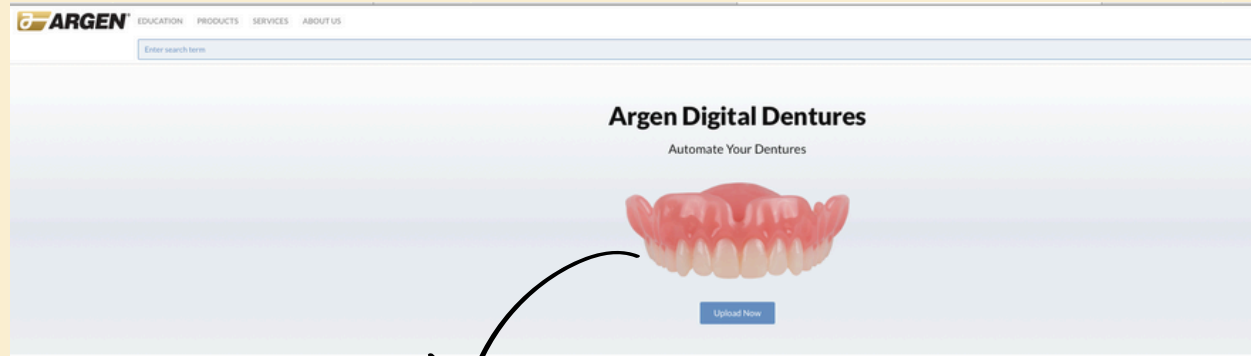 ARGEN® EDUCATION PRODUCTS SERVICES ABOUT US
Enter search term
Argen Digital Dentures
Automate Your Dentures
Upload Now